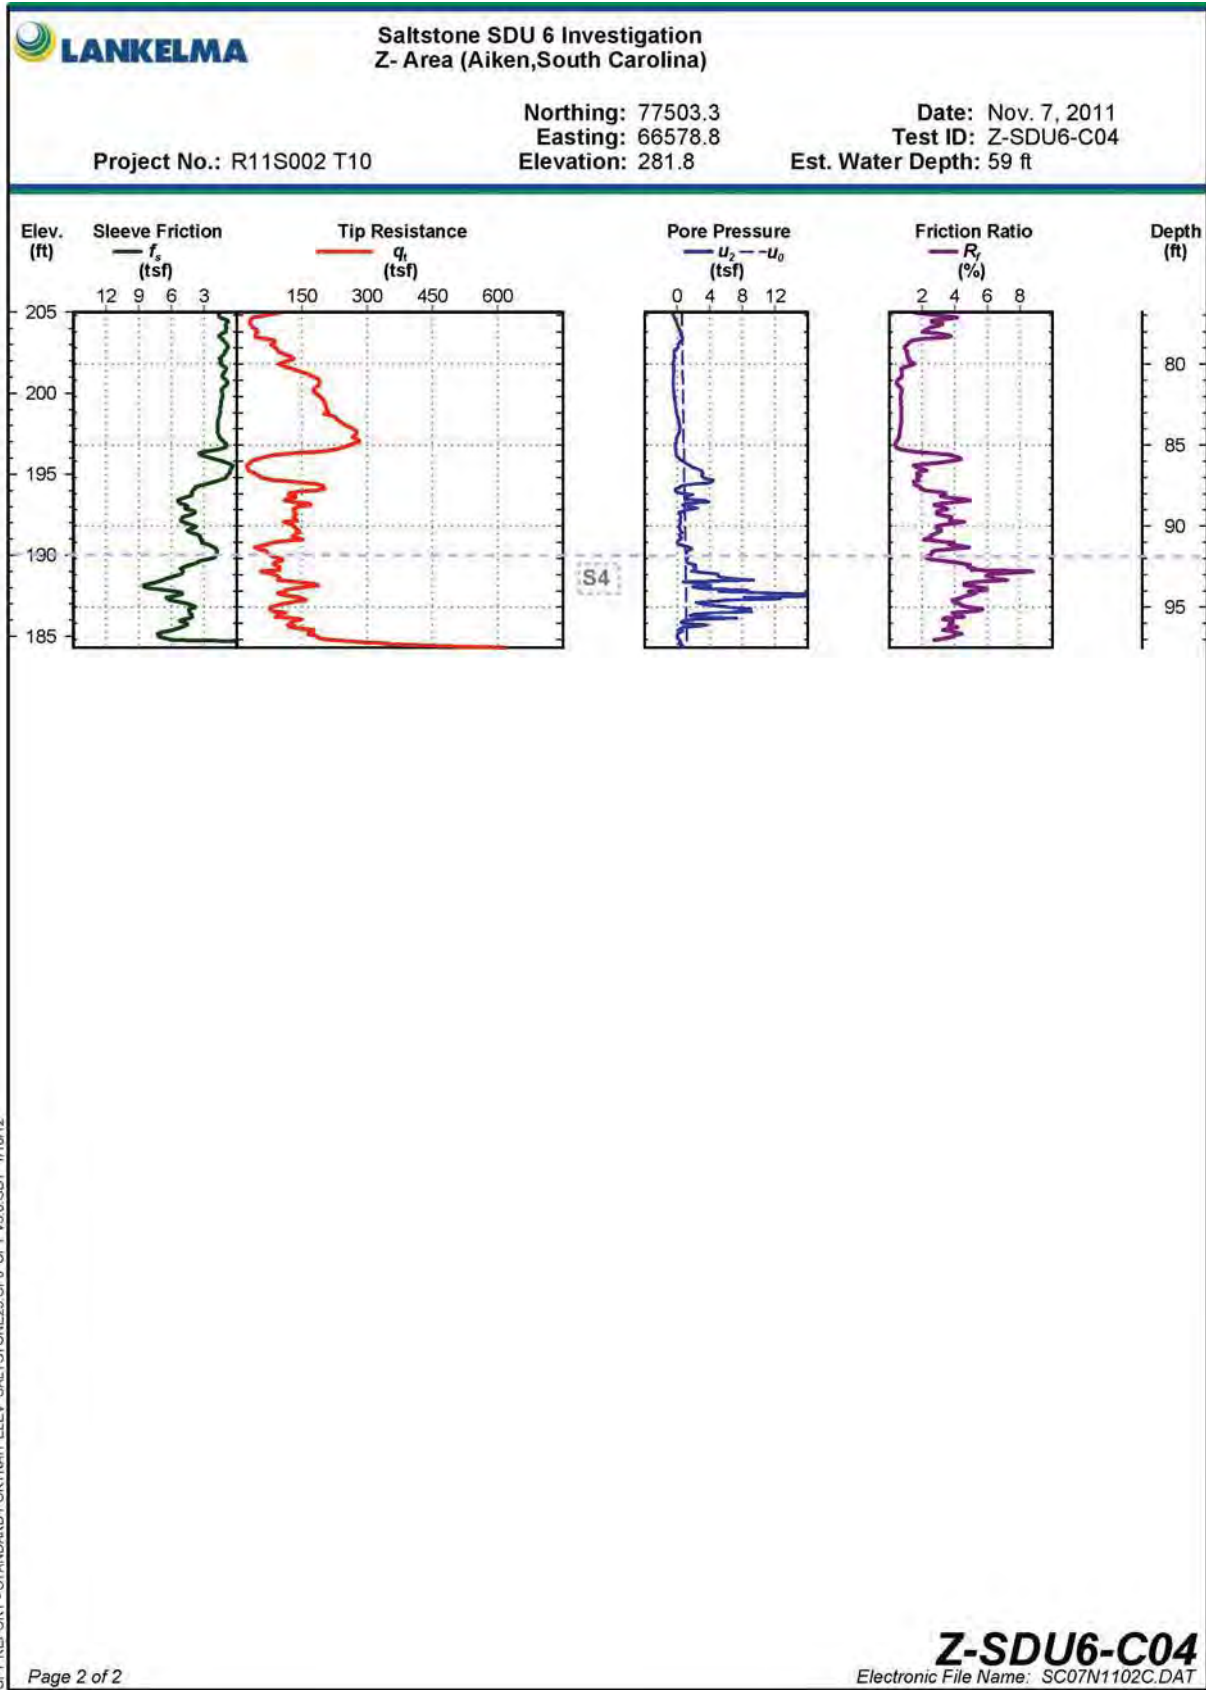 LANKELMA
Saltstone SDU 6 Investigation
Z- Area (Aiken,South Carolina)
Northing: 77503.3
Easting: 66578.8
Elevation: 281.8
Date: Nov. 7, 2011
Test ID: Z-SDU6-C04
Est. Water Depth: 59 ft
Project No.: R11S002 T10
Elev.
(ft)
Sleeve Friction
fs
(tsf)
Tip Resistance
qt
(tsf)
Pore Pressure
u2 u0
(tsf)
Friction Ratio
Rf
(%)
Depth
(ft)
12 9 6 3
150 300 450 600
0 4 8 12
2 4 6 8
205
200
195
190
185
80
85
90
95
S4
Z-SDU6-C04
Page 2 of 2
Electronic File Name: SC07N1102C.DAT